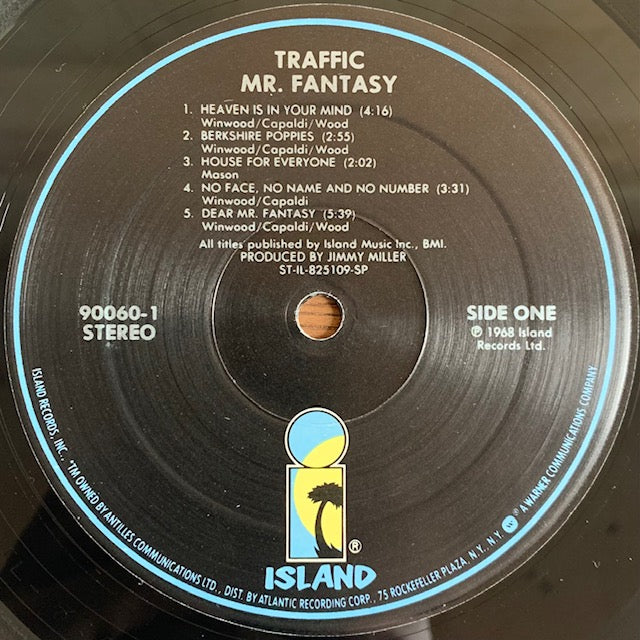 TRAFFIC
MR. FANTASY
1. HEAVEN IS IN YOUR MIND (4:16)
Winwood/Capaldi/Wood
2. BERKSHIRE POPPIES (2:55)
Winwood/Capaldi/Wood
3. HOUSE FOR EVERYONE (2:02)
Mason
4. NO FACE, NO NAME AND NO NUMBER (3:31)
Winwood/Capaldi
5. DEAR MR. FANTASY (5:39)
Winwood/Capaldi/Wood
All titles published by Island Music Inc., BMI.
PRODUCED BY JIMMY MILLER
ST-IL-825109-SP
90060-1
STEREO
SIDE ONE
℗ 1968 Island
Records Ltd.
i
®
ISLAND
ISLAND RECORDS, INC., *TM OWNED BY ANTILLES COMMUNICATIONS LTD., DIST. BY ATLANTIC RECORDING CORP., 75 ROCKEFELLER PLAZA, N.Y., N.Y. W ® A WARNER COMMUNICATIONS COMPANY